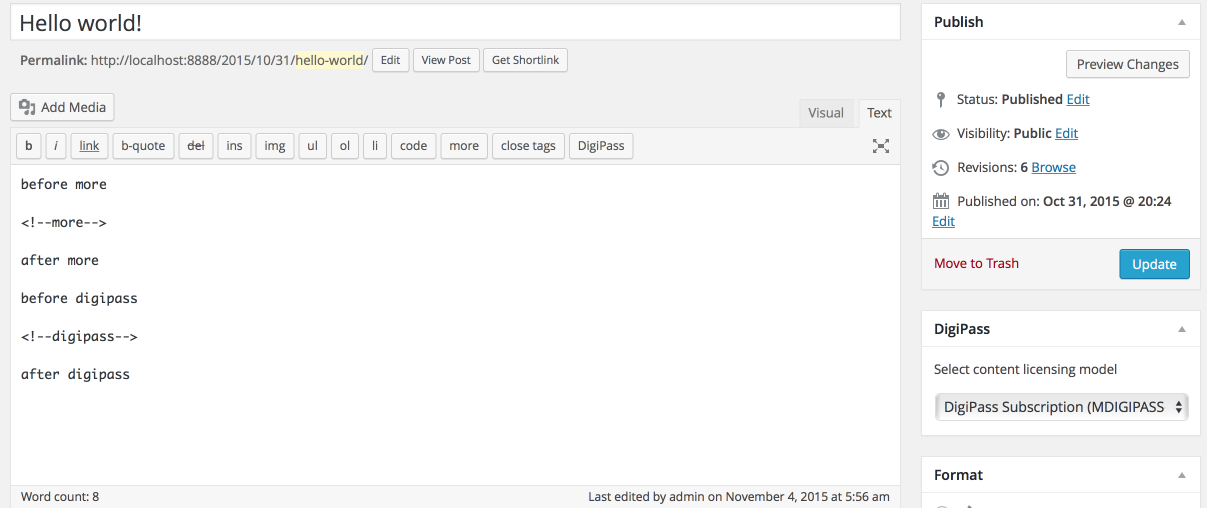 Hello world!
Permalink: http://localhost:8888/2015/10/31/hello-world/ Edit View Post Get Shortlink
Add Media
Visual Text
b i link b-quote del ins img ul ol li code more close tags DigiPass
before more
<!--more-->
after more
before digipass
<!--digipass-->
after digipass
Word count: 8 Last edited by admin on November 4, 2015 at 5:56 am
Publish
Preview Changes
Status: Published Edit
Visibility: Public Edit
Revisions: 6 Browse
Published on: Oct 31, 2015 @ 20:24
Edit
Move to Trash Update
DigiPass
Select content licensing model
DigiPass Subscription (MDIGIPASS
Format